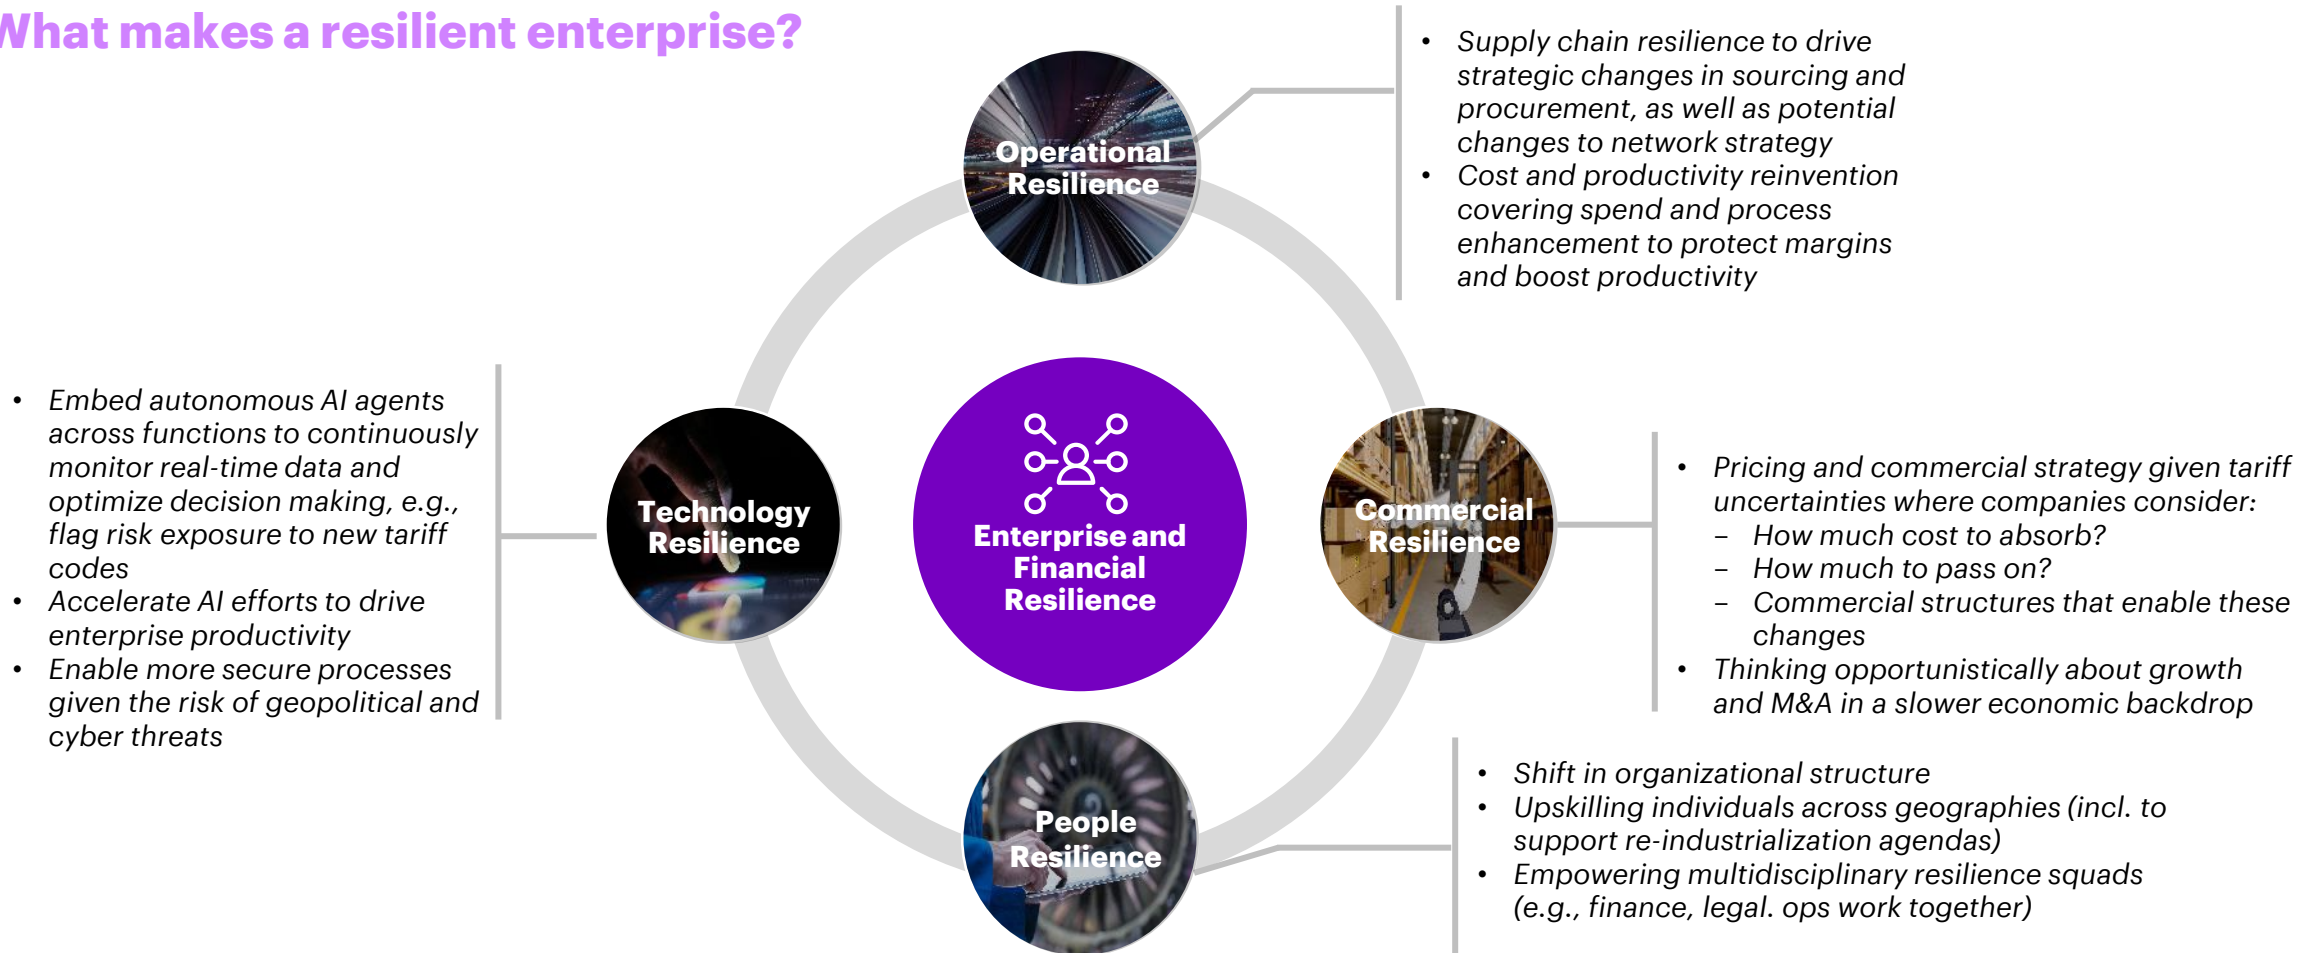 What makes a resilient enterprise?
Operational
Resilience
• Supply chain resilience to drive
strategic changes in sourcing and
procurement, as well as potential
changes to network strategy
• Cost and productivity reinvention
covering spend and process
enhancement to protect margins
and boost productivity
• Embed autonomous AI agents
across functions to continuously
monitor real-time data and
optimize decision making, e.g.,
flag risk exposure to new tariff
codes
• Accelerate AI efforts to drive
enterprise productivity
• Enable more secure processes
given the risk of geopolitical and
cyber threats
Technology
Resilience
Enterprise and
Financial
Resilience
Commercial
Resilience
• Pricing and commercial strategy given tariff
uncertainties where companies consider:
– How much cost to absorb?
– How much to pass on?
– Commercial structures that enable these
changes
• Thinking opportunistically about growth
and M&A in a slower economic backdrop
People
Resilience
• Shift in organizational structure
• Upskilling individuals across geographies (incl. to
support re-industrialization agendas)
• Empowering multidisciplinary resilience squads
(e.g., finance, legal. ops work together)